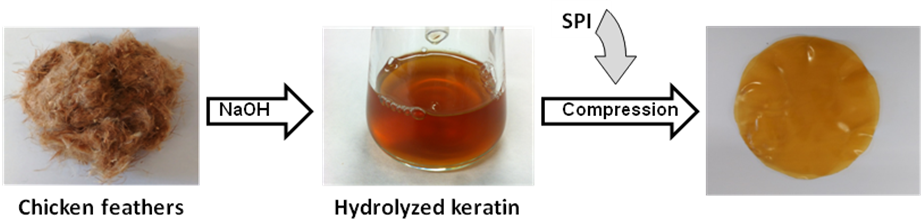 SPI
NaOH
Compression
Chicken feathers
Hydrolyzed keratin